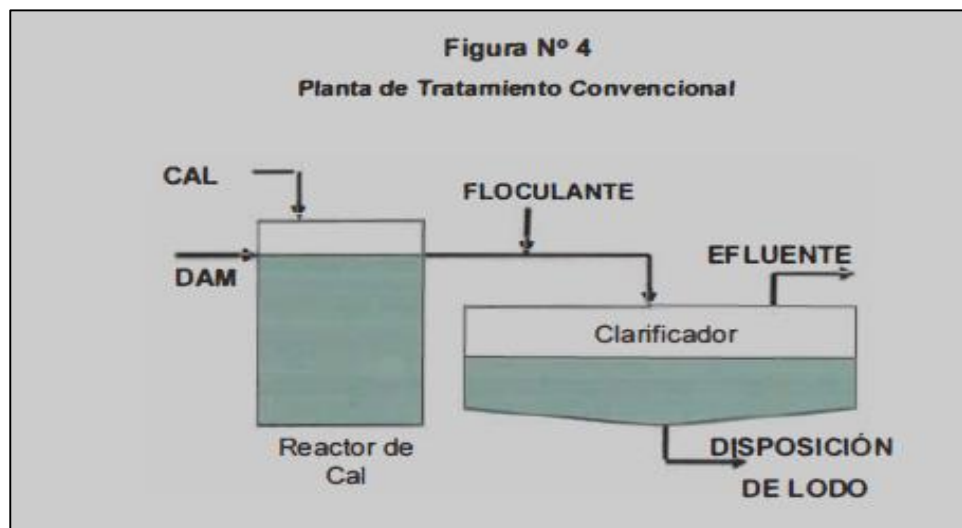 Figura Nº 4
Planta de Tratamiento Convencional
CAL
FLOCULANTE
DAM
EFLUENTE
Clarificador
Reactor de
Cal
DISPOSICIÓN
DE LODO